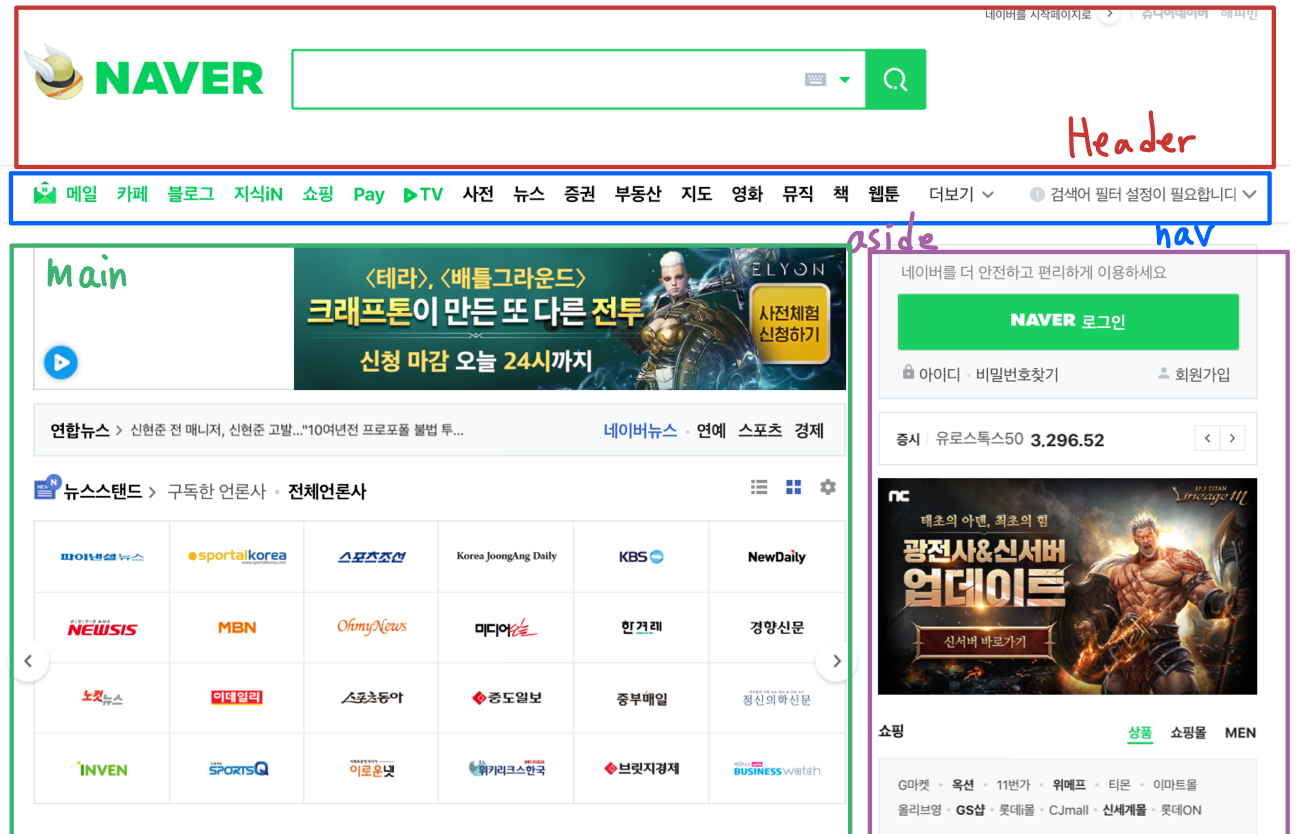 네이버를 시작페이지로 > 쥬니어네이버 해피빈
NAVER
Header
메일 카페 블로그 지식iN 쇼핑 Pay TV 사전 뉴스 증권 부동산 지도 영화 뮤직 책 웹툰 더보기 검색어 필터 설정이 필요합니다
nav
main
<테라>, <배틀그라운드>
크래프톤이 만든 또 다른 전투
신청 마감 오늘 24시까지
ELYON
사전체험
신청하기
연합뉴스 > 신현준 전 매니저, 신현준 고발..."10여년전 프로포폴 불법 투...
네이버뉴스 · 연예 스포츠 경제
뉴스스탠드 > 구독한 언론사 · 전체언론사
파이낸셜뉴스 sportalkorea 스포츠조선 Korea JoongAng Daily KBS NewDaily
www.sportalkorea.com
NEWSIS MBN OhmyNews 미디어오늘 한겨레 경향신문
노컷뉴스 이데일리 스포츠동아 중도일보 중부매일 정신의학신문
INVEN SPORTSQ 이로운넷 위키리크스한국 브릿지경제 BUSINESS watch
aside
네이버를 더 안전하고 편리하게 이용하세요
NAVER 로그인
아이디 · 비밀번호찾기 회원가입
증시 유로스톡스50 3,296.52
nc
EP.3 TITAN
Lineage M
태초의 아덴, 최초의 힘
광전사&신서버
업데이트
신서버 바로가기
쇼핑 상품 쇼핑몰 MEN
G마켓 · 옥션 · 11번가 · 위메프 · 티몬 · 이마트몰
올리브영 · GS샵 · 롯데i몰 · CJmall · 신세계몰 · 롯데ON